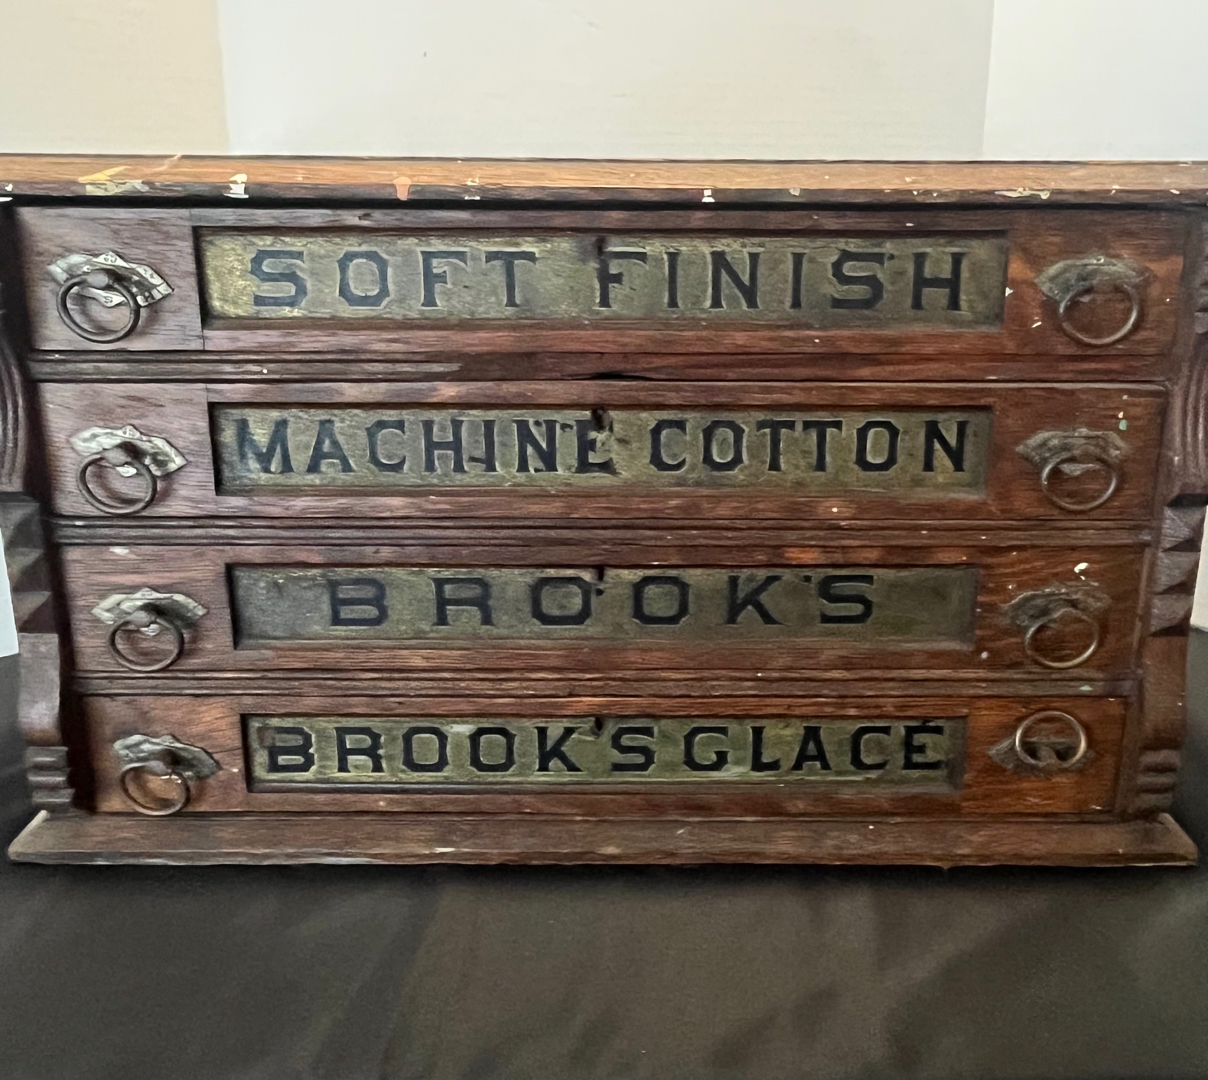 SOFT FINISH
MACHINE COTTON
BROOK'S
BROOK'S GLACÉ